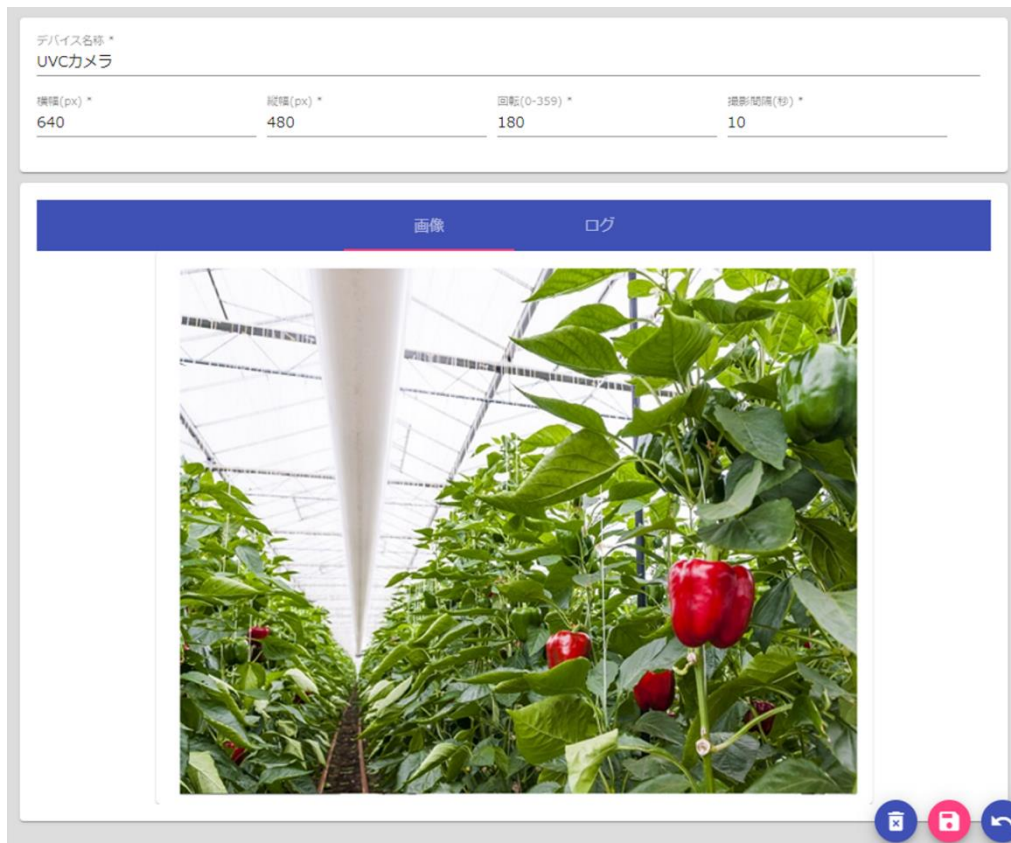 デバイス名称 *
UVCカメラ
横幅(px) * 縦幅(px) * 回転(0-359) * 撮影間隔(秒) *
640 480 180 10
画像 ログ